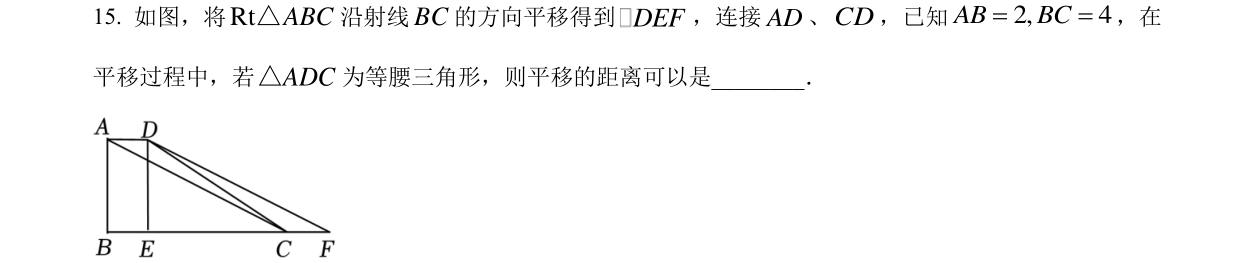 15. 如图，将Rt△ABC沿射线BC的方向平移得到□DEF，连接AD、CD，已知AB=2,BC=4，在
平移过程中，若△ADC为等腰三角形，则平移的距离可以是________．
A D
B E C F